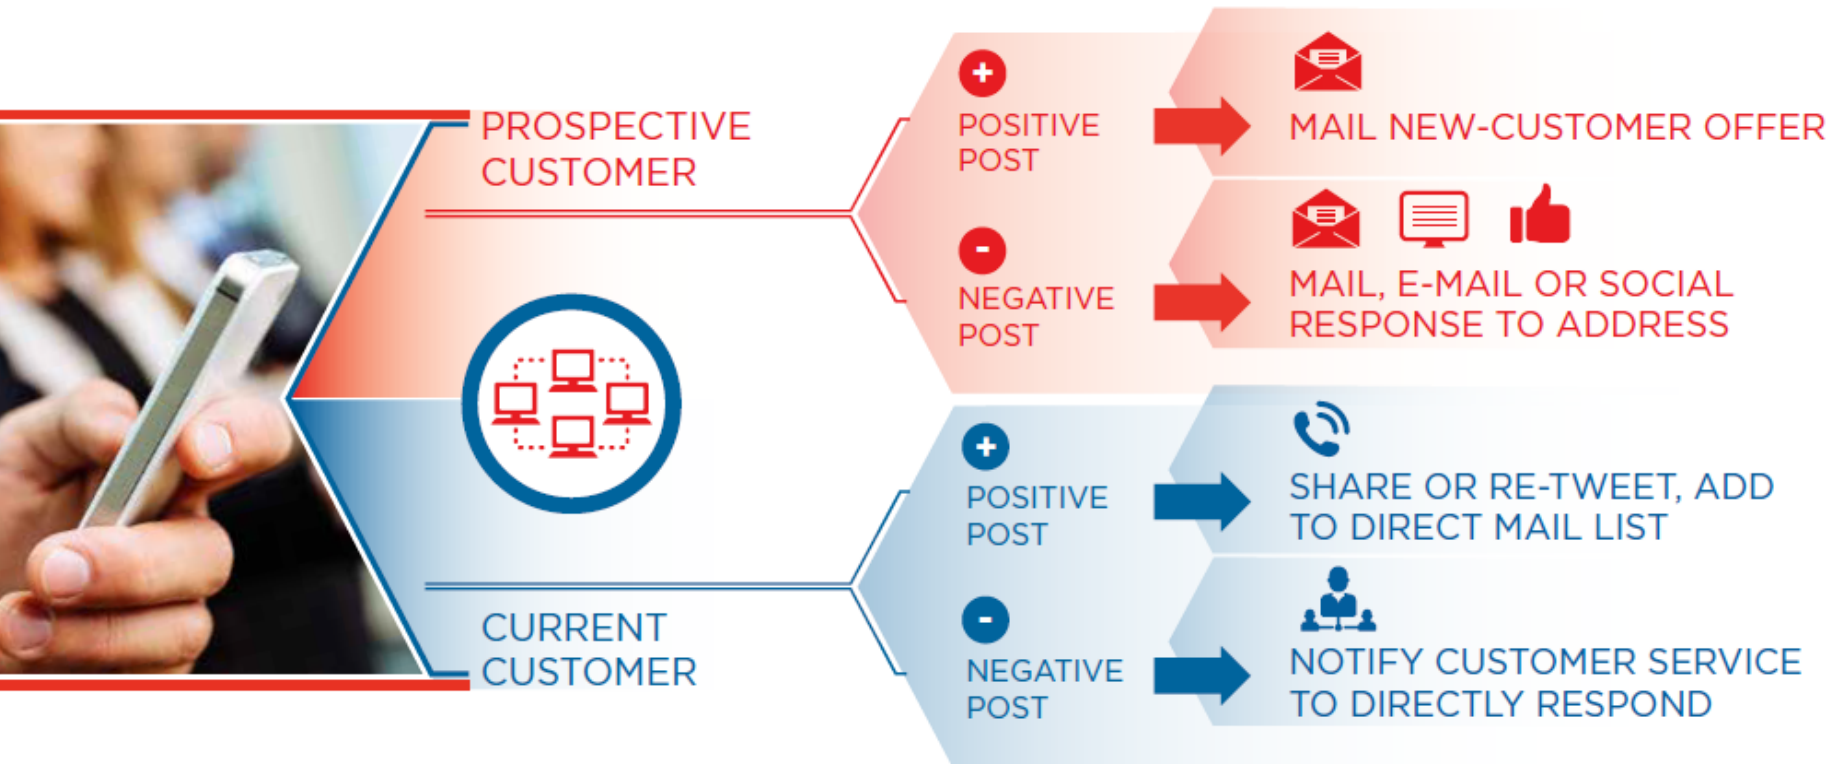 PROSPECTIVE
CUSTOMER
+
POSITIVE
POST
MAIL NEW-CUSTOMER OFFER
-
NEGATIVE
POST
MAIL, E-MAIL OR SOCIAL
RESPONSE TO ADDRESS
CURRENT
CUSTOMER
+
POSITIVE
POST
SHARE OR RE-TWEET, ADD
TO DIRECT MAIL LIST
-
NEGATIVE
POST
NOTIFY CUSTOMER SERVICE
TO DIRECTLY RESPOND